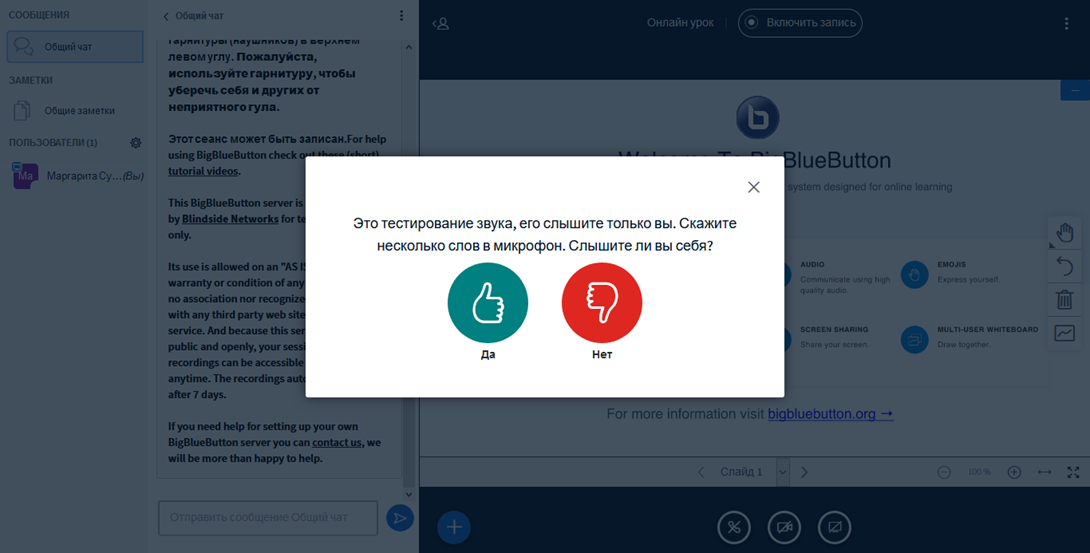 СООБЩЕНИЯ
Общий чат
ЗАМЕТКИ
Общие заметки
ПОЛЬЗОВАТЕЛИ (1)
Ma
Маргарита Су... (Вы)
Общий чат
гарнитуры (наушников) в верхнем
левом углу. Пожалуйста,
используйте гарнитуру, чтобы
уберечь себя и других от
неприятного гула.
Этот сеанс может быть записан.For help
using BigBlueButton check out these (short)
tutorial videos.
This BigBlueButton server is
by Blindside Networks for te
only.
Its use is allowed on an "AS IS
warranty or condition of any
no association nor recognize
with any third party web site
service. And because this ser
public and openly, your sessi
recordings can be accessible
anytime. The recordings auto
after 7 days.
If you need help for setting up your own
BigBlueButton server you can contact us, we
will be more than happy to help.
Отправить сообщение Общий чат
Онлайн урок
Включить запись
Welcome To BigBlueButton
system designed for online learning
AUDIO
Communicate using high
quality audio.
EMOJIS
Express yourself.
SCREEN SHARING
Share your screen.
MULTI-USER WHITEBOARD
Draw together.
For more information visit bigbluebutton.org →
Слайд 1
100 %
Это тестирование звука, его слышите только вы. Скажите
несколько слов в микрофон. Слышите ли вы себя?
Да
Нет